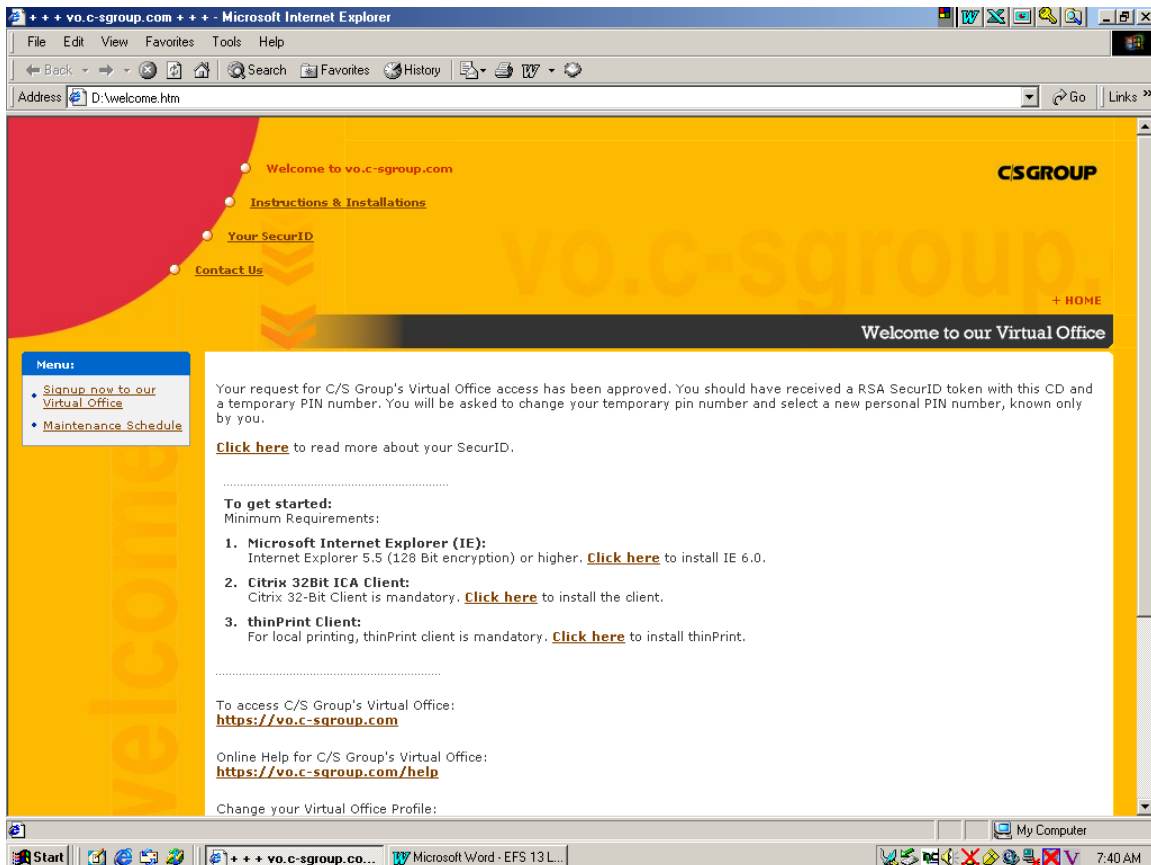 + + + vo.c-sgroup.com + + + - Microsoft Internet Explorer
File Edit View Favorites Tools Help
Back Search Favorites History
Address D:\welcome.htm Go Links »
Welcome to vo.c-sgroup.com
C/SGROUP
Instructions & Installations
Your SecurID
vo.c-sgroup.
Contact Us
+ HOME
Welcome to our Virtual Office
Menu:
Signup now to our
Virtual Office
Maintenance Schedule
welcome
Your request for C/S Group's Virtual Office access has been approved. You should have received a RSA SecurID token with this CD and
a temporary PIN number. You will be asked to change your temporary pin number and select a new personal PIN number, known only
by you.
Click here to read more about your SecurID.
To get started:
Minimum Requirements:
1. Microsoft Internet Explorer (IE):
Internet Explorer 5.5 (128 Bit encryption) or higher. Click here to install IE 6.0.
2. Citrix 32Bit ICA Client:
Citrix 32-Bit Client is mandatory. Click here to install the client.
3. thinPrint Client:
For local printing, thinPrint client is mandatory. Click here to install thinPrint.
To access C/S Group's Virtual Office:
https://vo.c-sgroup.com
Online Help for C/S Group's Virtual Office:
https://vo.c-sgroup.com/help
Change your Virtual Office Profile:
My Computer
Start + + + vo.c-sgroup.co... Microsoft Word - EFS 13 L... 7:40 AM